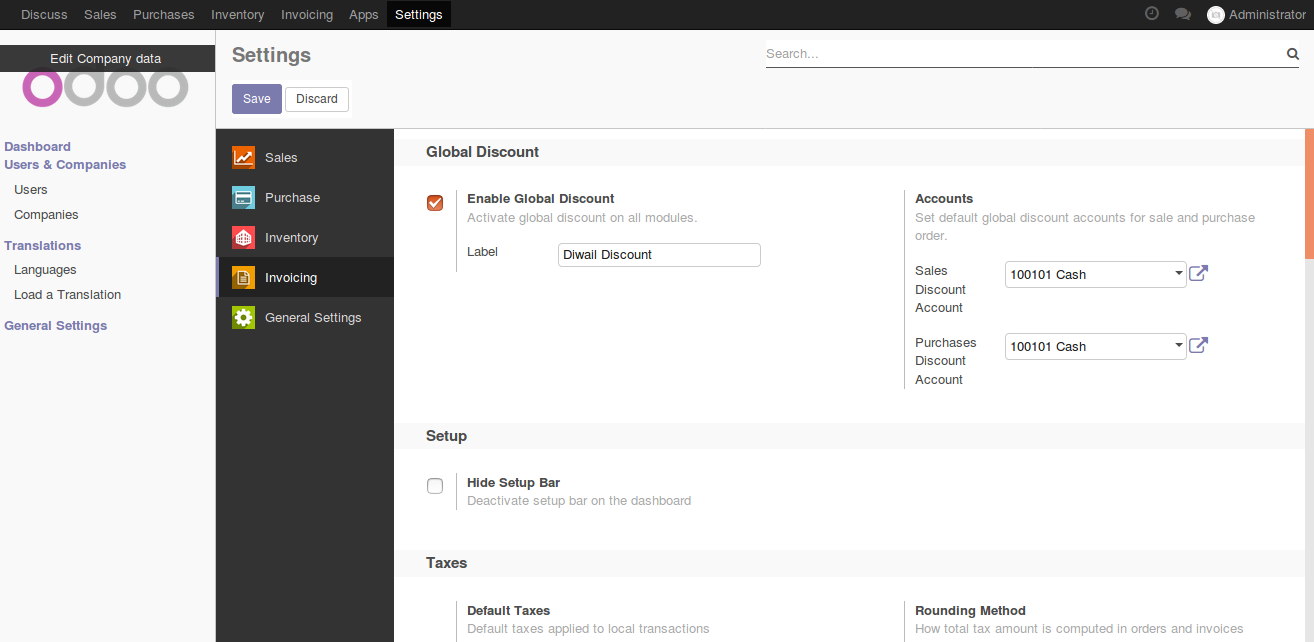 Discuss Sales Purchases Inventory Invoicing Apps Settings Administrator
Edit Company data
odoo
Dashboard
Users & Companies
Users
Companies
Translations
Languages
Load a Translation
General Settings
Settings
Search...
Save Discard
Sales
Purchase
Inventory
Invoicing
General Settings
Global Discount
Enable Global Discount
Activate global discount on all modules.
Label Diwail Discount
Accounts
Set default global discount accounts for sale and purchase
order.
Sales
Discount
Account
100101 Cash
Purchases
Discount
Account
100101 Cash
Setup
Hide Setup Bar
Deactivate setup bar on the dashboard
Taxes
Default Taxes
Default taxes applied to local transactions
Rounding Method
How total tax amount is computed in orders and invoices